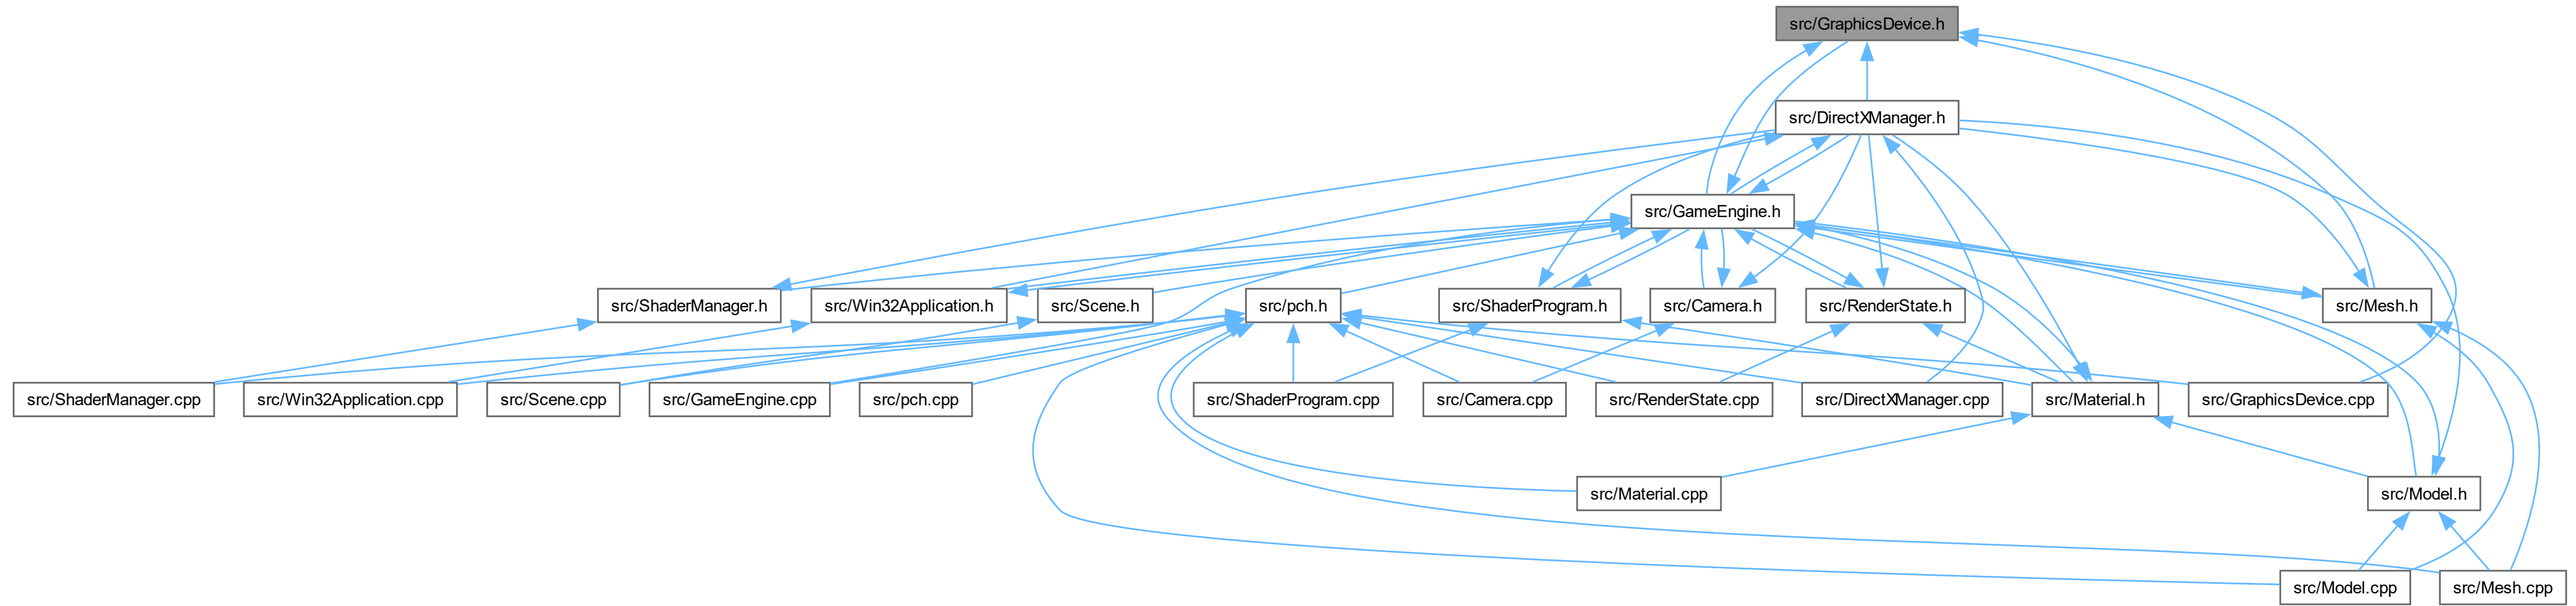 src/GraphicsDevice.h
src/DirectXManager.h
src/GameEngine.h
src/ShaderManager.h
src/Win32Application.h
src/Scene.h
src/pch.h
src/ShaderProgram.h
src/Camera.h
src/RenderState.h
src/Mesh.h
src/ShaderManager.cpp
src/Win32Application.cpp
src/Scene.cpp
src/GameEngine.cpp
src/pch.cpp
src/ShaderProgram.cpp
src/Camera.cpp
src/RenderState.cpp
src/DirectXManager.cpp
src/Material.h
src/GraphicsDevice.cpp
src/Material.cpp
src/Model.h
src/Model.cpp
src/Mesh.cpp